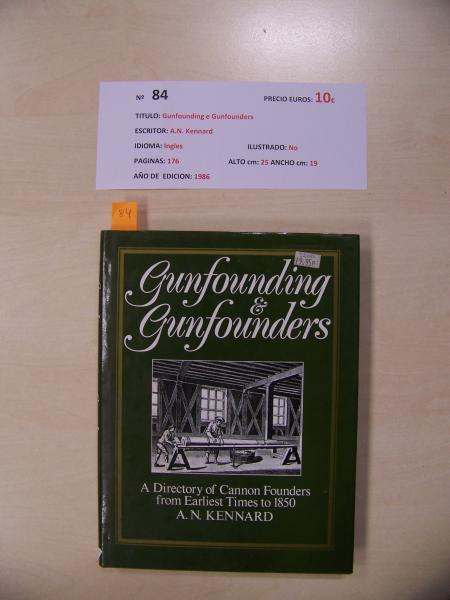 Nº 84 PRECIO EUROS: 10€
TITULO: Gunfounding e Gunfounders
ESCRITOR: A.N. Kennard
IDIOMA: Ingles ILUSTRADO: No
PAGINAS: 176 ALTO cm: 25 ANCHO cm: 19
AÑO DE EDICION: 1986
84
Gunfounding
&
Gunfounders
A Directory of Cannon Founders
from Earliest Times to 1850
A. N. KENNARD